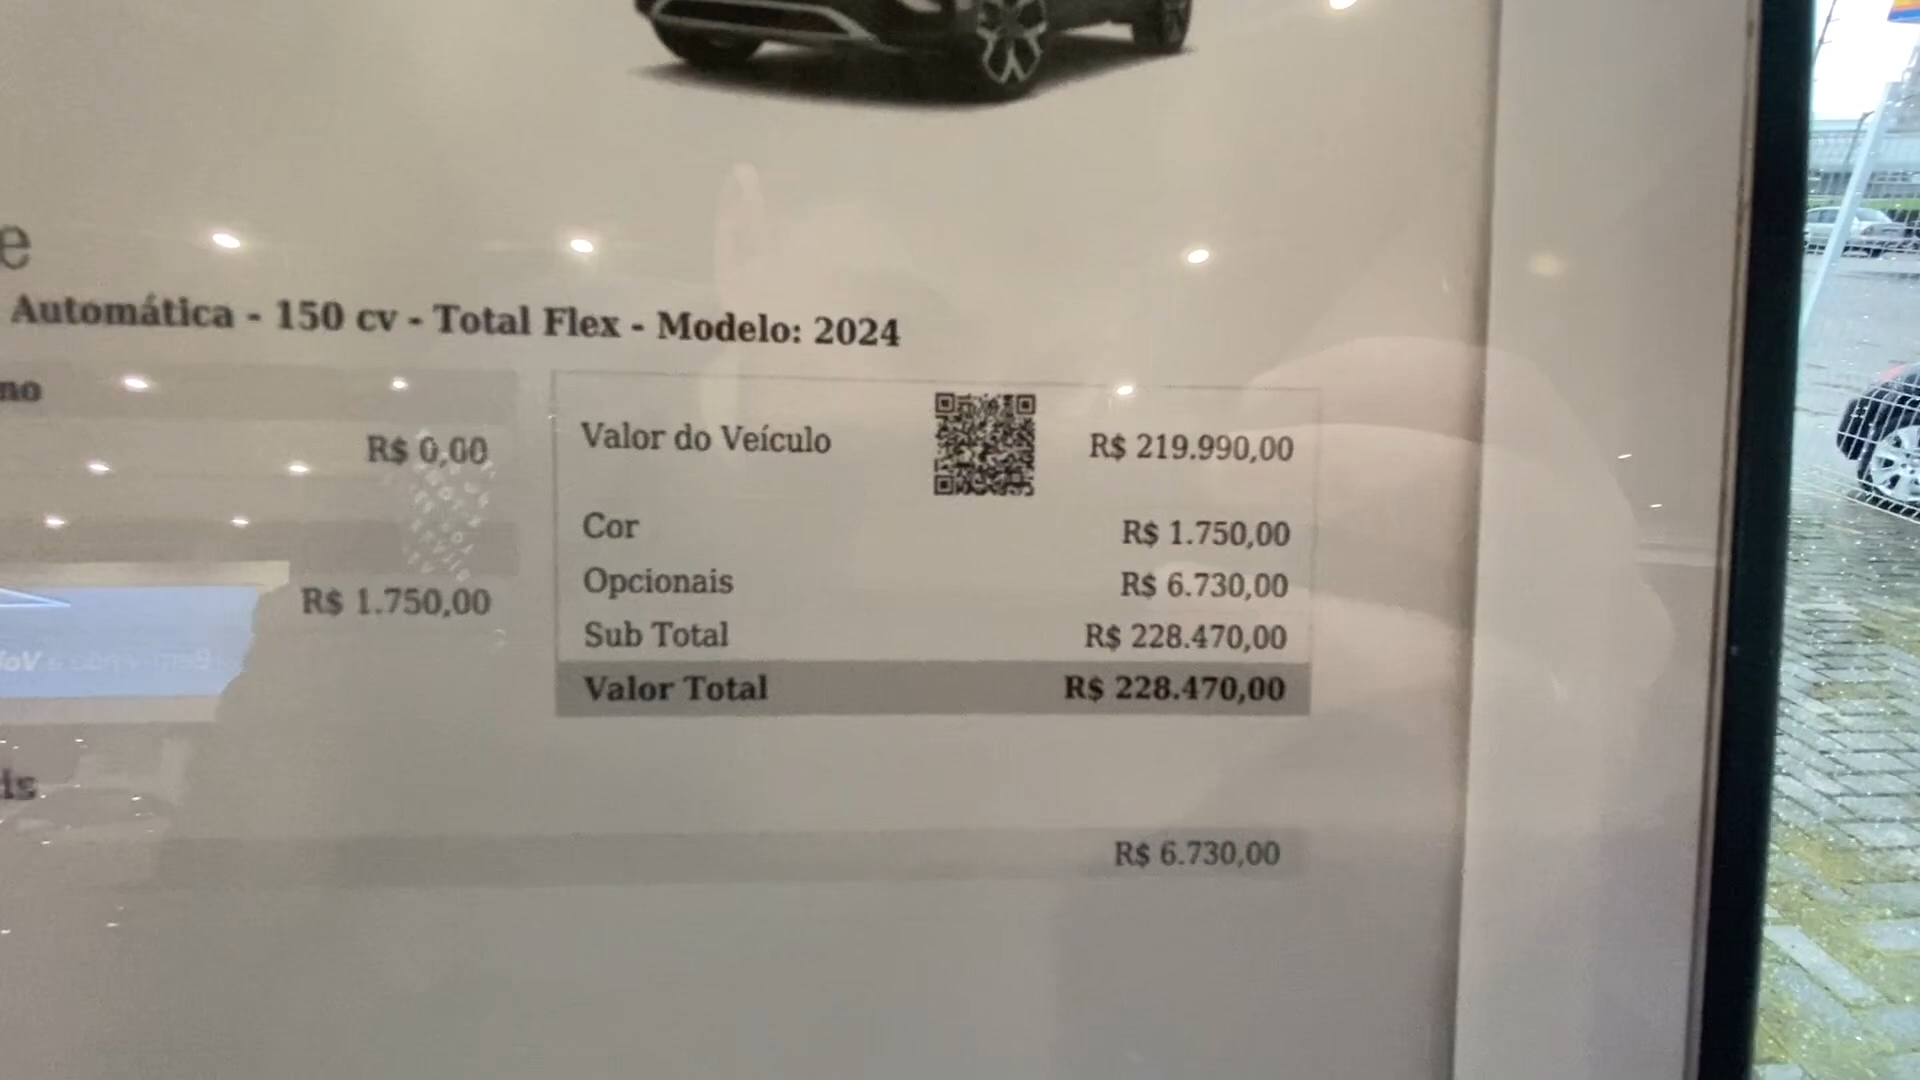 e
Automática - 150 cv - Total Flex - Modelo: 2024
no
R$ 0,00
R$ 1.750,00
Valor do Veículo R$ 219.990,00
Cor R$ 1.750,00
Opcionais R$ 6.730,00
Sub Total R$ 228.470,00
Valor Total R$ 228.470,00
is
R$ 6.730,00